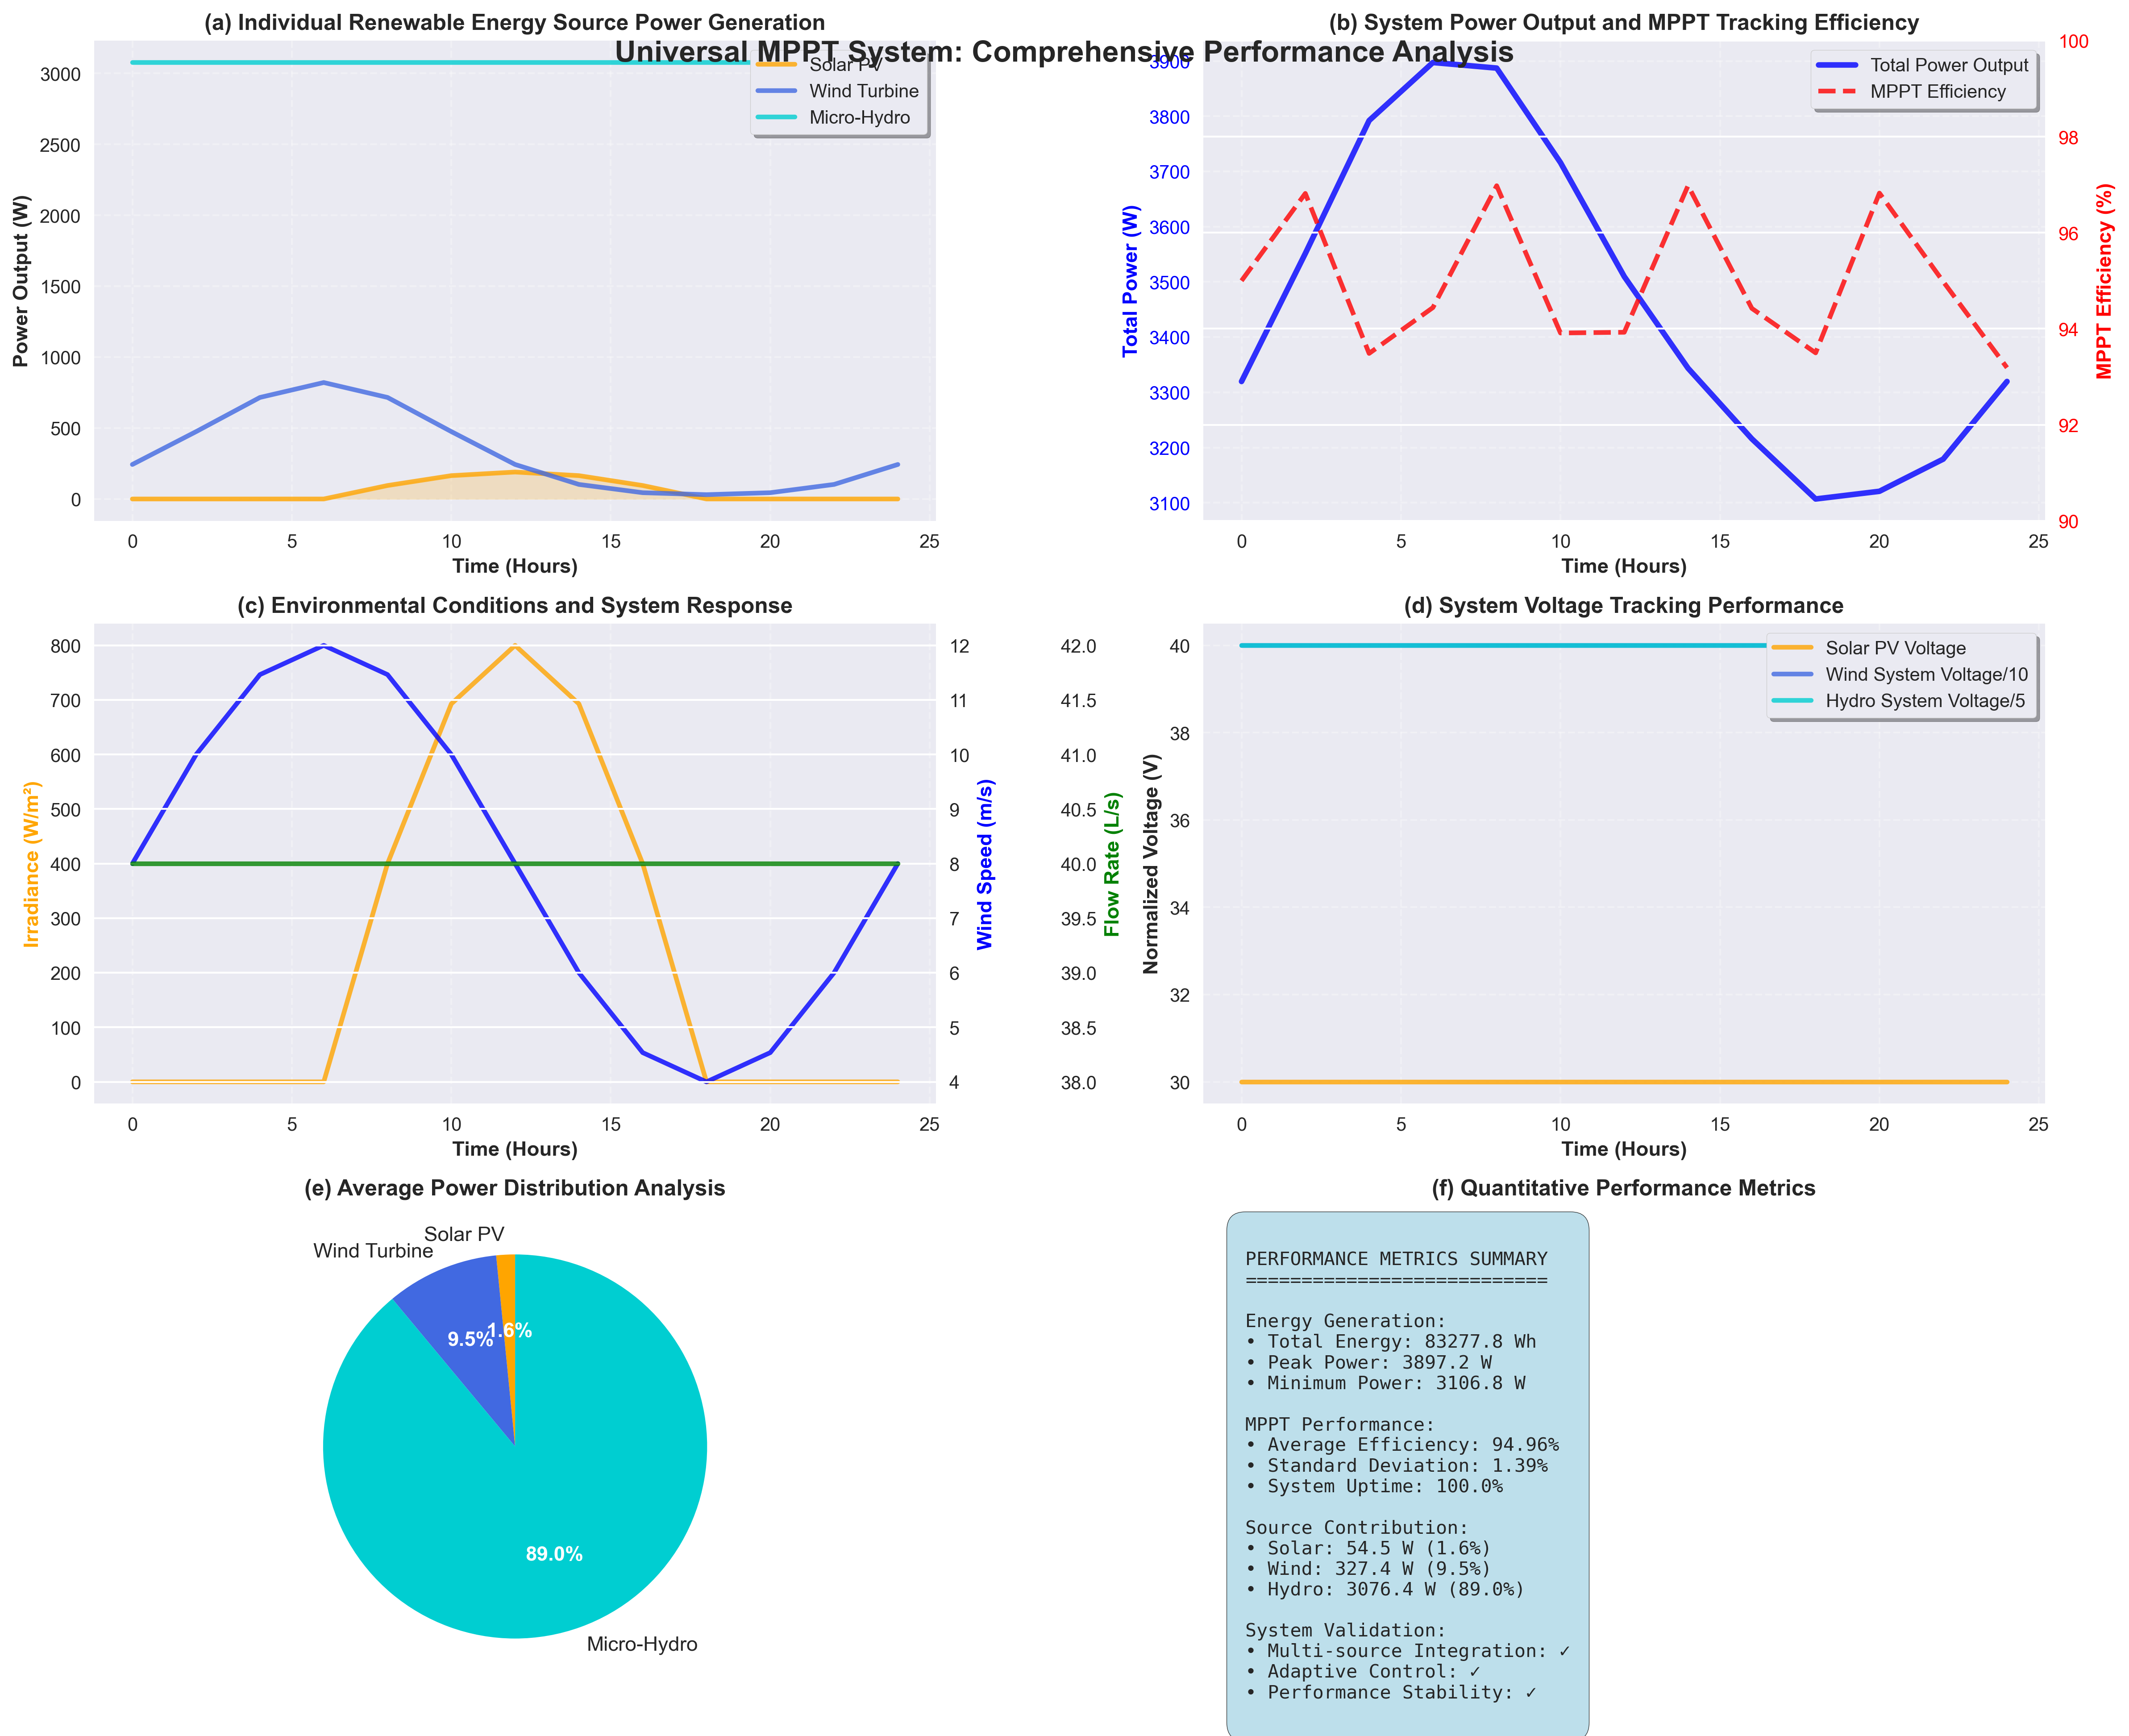 (a) Individual Renewable Energy Source Power Generation
(b) System Power Output and MPPT Tracking Efficiency
Universal MPPT System: Comprehensive Performance Analysis
3000
2500
2000
1500
1000
500
0
Power Output (W)
Solar PV
Wind Turbine
Micro-Hydro
0 5 10 15 20 25
Time (Hours)
3900
3800
3700
3600
3500
3400
3300
3200
3100
Total Power (W)
Total Power Output
MPPT Efficiency
100
98
96
94
92
90
MPPT Efficiency (%)
0 5 10 15 20 25
Time (Hours)
(c) Environmental Conditions and System Response
800
700
600
500
400
300
200
100
0
Irradiance (W/m²)
12
11
10
9
8
7
6
5
4
Wind Speed (m/s)
42.0
41.5
41.0
40.5
40.0
39.5
39.0
38.5
38.0
Flow Rate (L/s)
0 5 10 15 20 25
Time (Hours)
(d) System Voltage Tracking Performance
40
38
36
34
32
30
Normalized Voltage (V)
Solar PV Voltage
Wind System Voltage/10
Hydro System Voltage/5
0 5 10 15 20 25
Time (Hours)
(e) Average Power Distribution Analysis
Solar PV
Wind Turbine
1.6%
9.5%
89.0%
Micro-Hydro
(f) Quantitative Performance Metrics
PERFORMANCE METRICS SUMMARY
===========================
Energy Generation:
• Total Energy: 83277.8 Wh
• Peak Power: 3897.2 W
• Minimum Power: 3106.8 W
MPPT Performance:
• Average Efficiency: 94.96%
• Standard Deviation: 1.39%
• System Uptime: 100.0%
Source Contribution:
• Solar: 54.5 W (1.6%)
• Wind: 327.4 W (9.5%)
• Hydro: 3076.4 W (89.0%)
System Validation:
• Multi-source Integration: ✓
• Adaptive Control: ✓
• Performance Stability: ✓